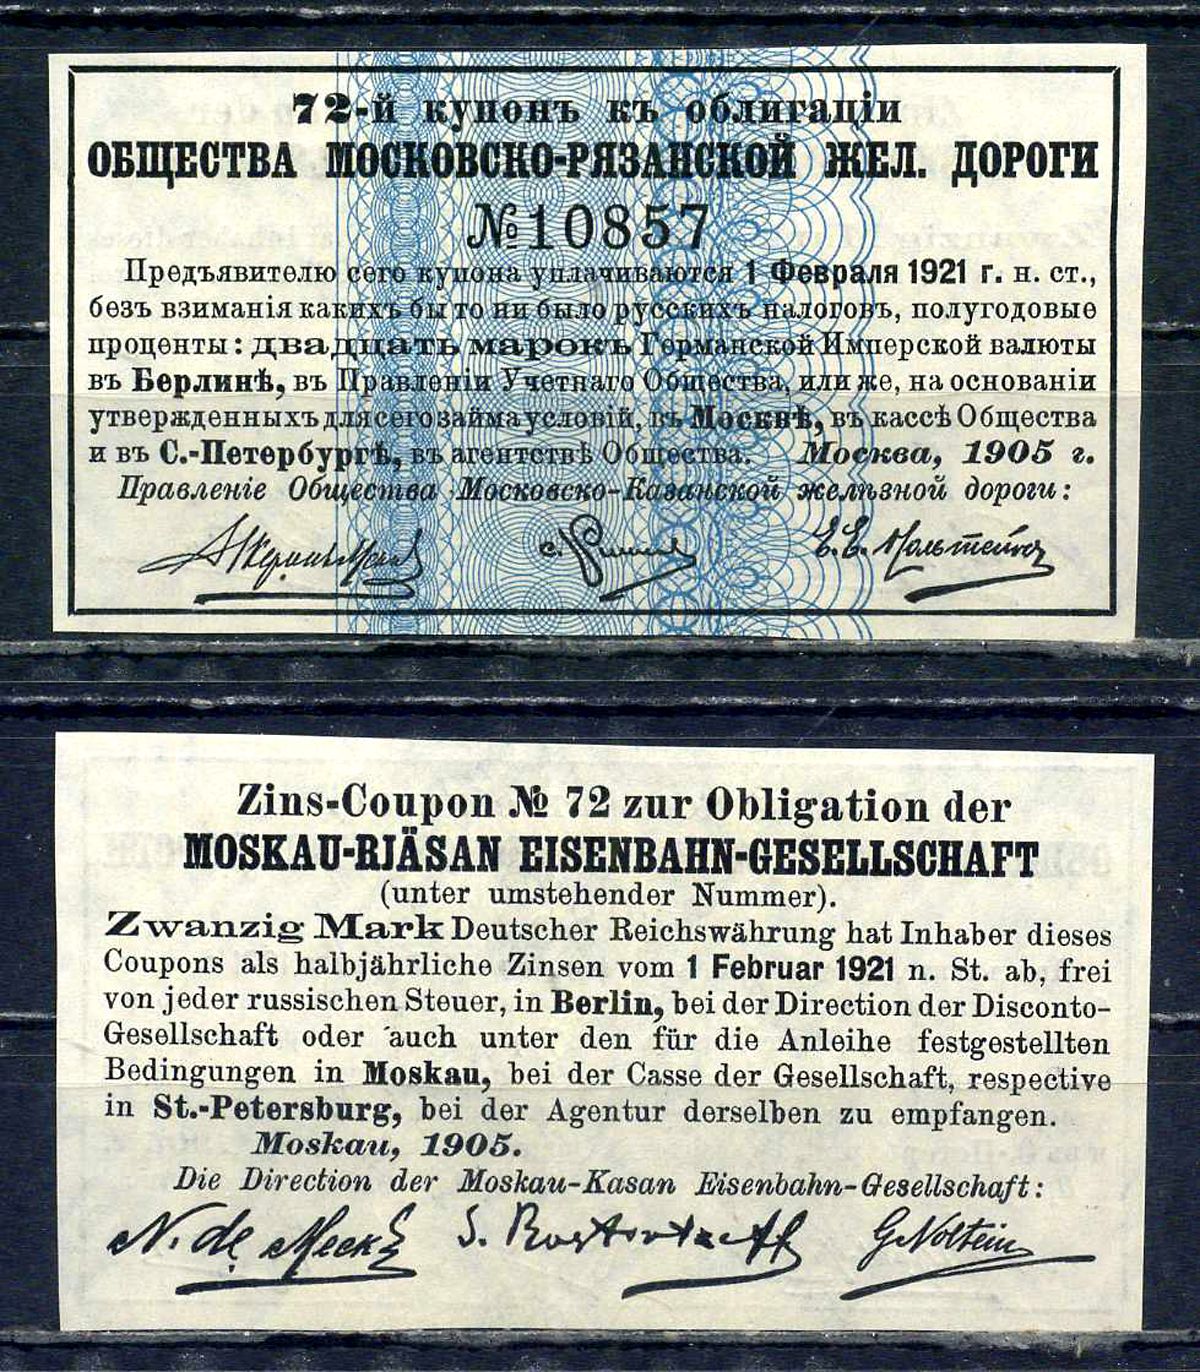 72-й купонъ къ облигаціи
ОБЩЕСТВА МОСКОВСКО-РЯЗАНСКОЙ ЖЕЛ. ДОРОГИ
№10857
Предъявителю сего купона уплачиваются 1 Февраля 1921 г. н. ст.,
безъ взиманія какихъ бы то ни было русскихъ налоговъ, полугодовые
проценты: двадцать марокъ Германской Имперской валюты
въ Берлинѣ, въ Правленіи Учетнаго Общества, или же, на основаніи
утвержденныхъ для сего займа условій, въ Москвѣ, въ кассѣ Общества
и въ С.-Петербургѣ, въ агентствѣ Общества. Москва, 1905 г.
Правленіе Общества Московско-Казанской желѣзной дороги:
Zins-Coupon № 72 zur Obligation der
MOSKAU-RJÄSAN EISENBAHN-GESELLSCHAFT
(unter umstehender Nummer).
Zwanzig Mark Deutscher Reichswährung hat Inhaber dieses
Coupons als halbjährliche Zinsen vom 1 Februar 1921 n. St. ab, frei
von jeder russischen Steuer, in Berlin, bei der Direction der Disconto-
Gesellschaft oder auch unter den für die Anleihe festgestellten
Bedingungen in Moskau, bei der Casse der Gesellschaft, respective
in St.-Petersburg, bei der Agentur derselben zu empfangen.
Moskau, 1905.
Die Direction der Moskau-Kasan Eisenbahn-Gesellschaft:
N. de Meck G. Noltein